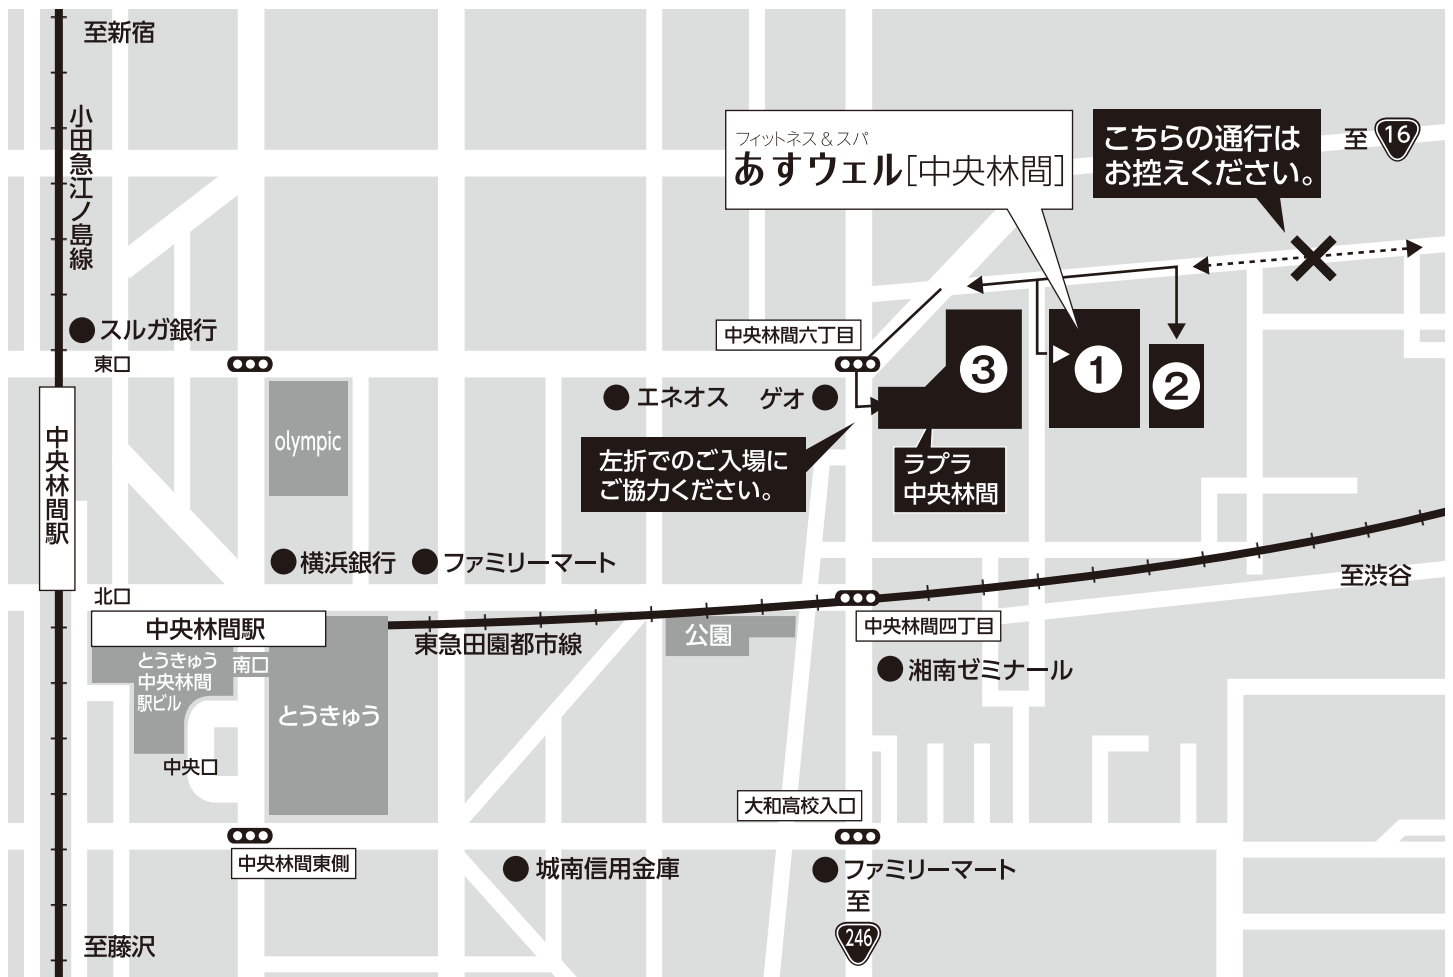 至新宿
小田急江ノ島線
フィットネス＆スパ
あすウェル[中央林間]
こちらの通行は
お控えください。
至
16
スルガ銀行
東口
中央林間六丁目
エネオス
ゲオ
③
①
②
olympic
中央林間駅
左折でのご入場に
ご協力ください。
ラプラ
中央林間
横浜銀行
ファミリーマート
至渋谷
北口
中央林間駅
東急田園都市線
公園
中央林間四丁目
とうきゅう
中央林間
駅ビル
南口
湘南ゼミナール
とうきゅう
中央口
大和高校入口
中央林間東側
城南信用金庫
ファミリーマート
至
246
至藤沢